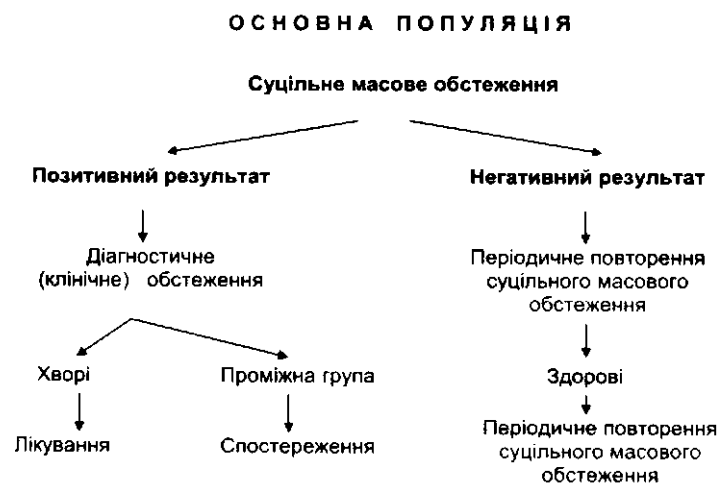 ОСНОВНА ПОПУЛЯЦІЯ
Суцільне масове обстеження
Позитивний результат
Негативний результат
Діагностичне
(клінічне) обстеження
Періодичне повторення
суцільного масового
обстеження
Хворі
Проміжна група
Здорові
Лікування
Спостереження
Періодичне повторення
суцільного масового
обстеження